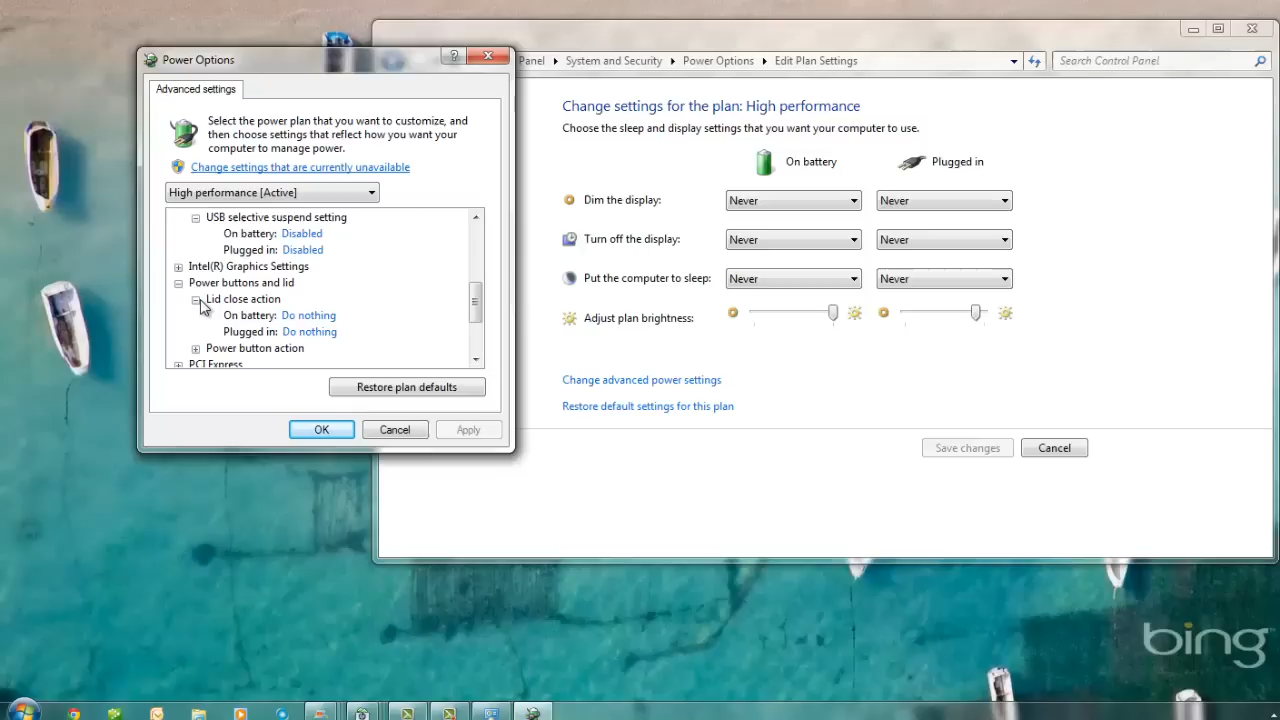 Power Options
?
Advanced settings
Select the power plan that you want to customize, and
then choose settings that reflect how you want your
computer to manage power.
Change settings that are currently unavailable
High performance [Active]
USB selective suspend setting
On battery: Disabled
Plugged in: Disabled
Intel(R) Graphics Settings
Power buttons and lid
Lid close action
On battery: Do nothing
Plugged in: Do nothing
Power button action
PCI Express
Restore plan defaults
OK Cancel Apply
Panel System and Security Power Options Edit Plan Settings
Search Control Panel
Change settings for the plan: High performance
Choose the sleep and display settings that you want your computer to use.
On battery Plugged in
Dim the display: Never Never
Turn off the display: Never Never
Put the computer to sleep: Never Never
Adjust plan brightness:
Change advanced power settings
Restore default settings for this plan
Save changes Cancel
bing